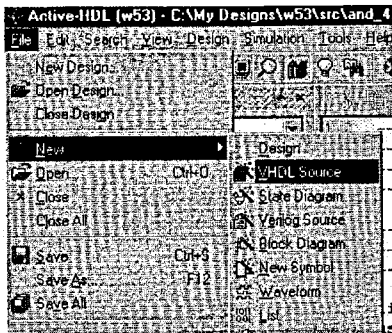 Active-HDL (w53) - C:\My Designs\w53\src\and_4
File Edit Search View Design Simulation Tools Help
New Design...
Open Design...
Close Design
New
Open... Ctrl+O
Close
Close All
Save Ctrl+S
Save As... F12
Save All
Design
VHDL Source
State Diagram
Verilog Source
Block Diagram
New Symbol
Waveform
List